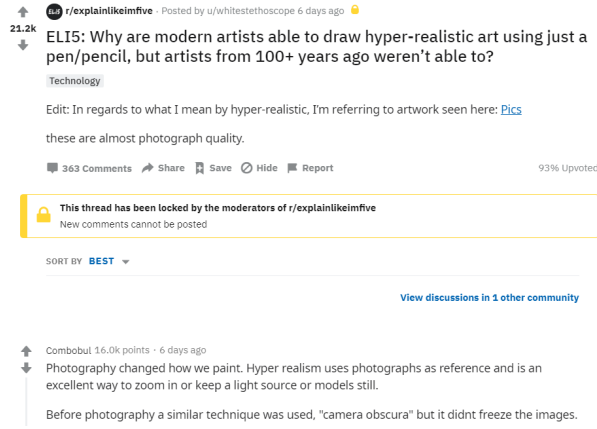 ELI5 r/explainlikeimfive · Posted by u/whitestethoscope 6 days ago
21.2k
ELI5: Why are modern artists able to draw hyper-realistic art using just a
pen/pencil, but artists from 100+ years ago weren't able to?
Technology
Edit: In regards to what I mean by hyper-realistic, I'm referring to artwork seen here: Pics
these are almost photograph quality.
363 Comments Share Save Hide Report 93% Upvoted
This thread has been locked by the moderators of r/explainlikeimfive
New comments cannot be posted
SORT BY BEST
View discussions in 1 other community
Combobul 16.0k points · 6 days ago
Photography changed how we paint. Hyper realism uses photographs as reference and is an
excellent way to zoom in or keep a light source or models still.
Before photography a similar technique was used, "camera obscura" but it didnt freeze the images.